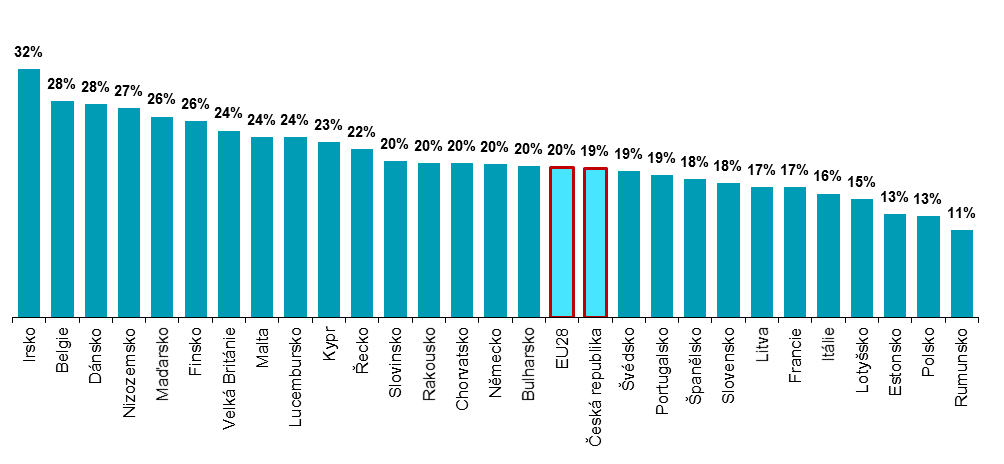 32%
28%
28%
27%
26%
26%
24%
24%
24%
23%
22%
20%
20%
20%
20%
20%
20%
19%
19%
19%
18%
18%
17%
17%
16%
15%
13%
13%
11%
Irsko
Belgie
Dánsko
Nizozemsko
Maďarsko
Finsko
Velká Británie
Malta
Lucembursko
Kypr
Řecko
Slovinsko
Rakousko
Chorvatsko
Německo
Bulharsko
EU28
Česká republika
Švédsko
Portugalsko
Španělsko
Slovensko
Litva
Francie
Itálie
Lotyšsko
Estonsko
Polsko
Rumunsko